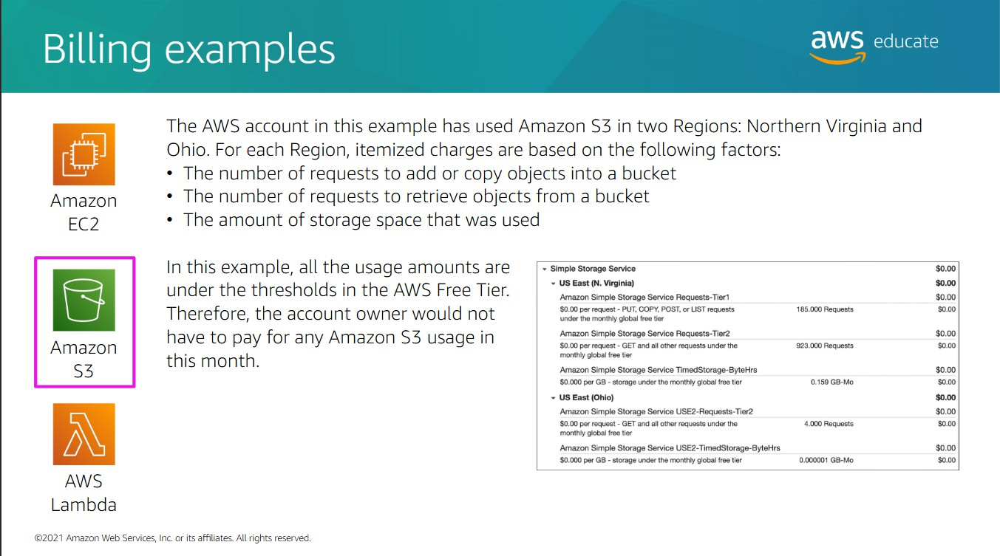 Billing examples
aws educate
Amazon
EC2
The AWS account in this example has used Amazon S3 in two Regions: Northern Virginia and
Ohio. For each Region, itemized charges are based on the following factors:
• The number of requests to add or copy objects into a bucket
• The number of requests to retrieve objects from a bucket
• The amount of storage space that was used
Amazon
S3
In this example, all the usage amounts are
under the thresholds in the AWS Free Tier.
Therefore, the account owner would not
have to pay for any Amazon S3 usage in
this month.
Simple Storage Service $0.00
US East (N. Virginia) $0.00
Amazon Simple Storage Service Requests-Tier1 $0.00
$0.00 per request - PUT, COPY, POST, or LIST requests 185.000 Requests $0.00
under the monthly global free tier
Amazon Simple Storage Service Requests-Tier2 $0.00
$0.00 per request - GET and all other requests under the 923.000 Requests $0.00
monthly global free tier
Amazon Simple Storage Service TimedStorage-ByteHrs $0.00
$0.000 per GB - storage under the monthly global free tier 0.159 GB-Mo $0.00
US East (Ohio) $0.00
Amazon Simple Storage Service USE2-Requests-Tier2 $0.00
$0.00 per request - GET and all other requests under the 4.000 Requests $0.00
monthly global free tier
Amazon Simple Storage Service USE2-TimedStorage-ByteHrs $0.00
$0.000 per GB - storage under the monthly global free tier 0.000001 GB-Mo $0.00
AWS
Lambda
©2021 Amazon Web Services, Inc. or its affiliates. All rights reserved.